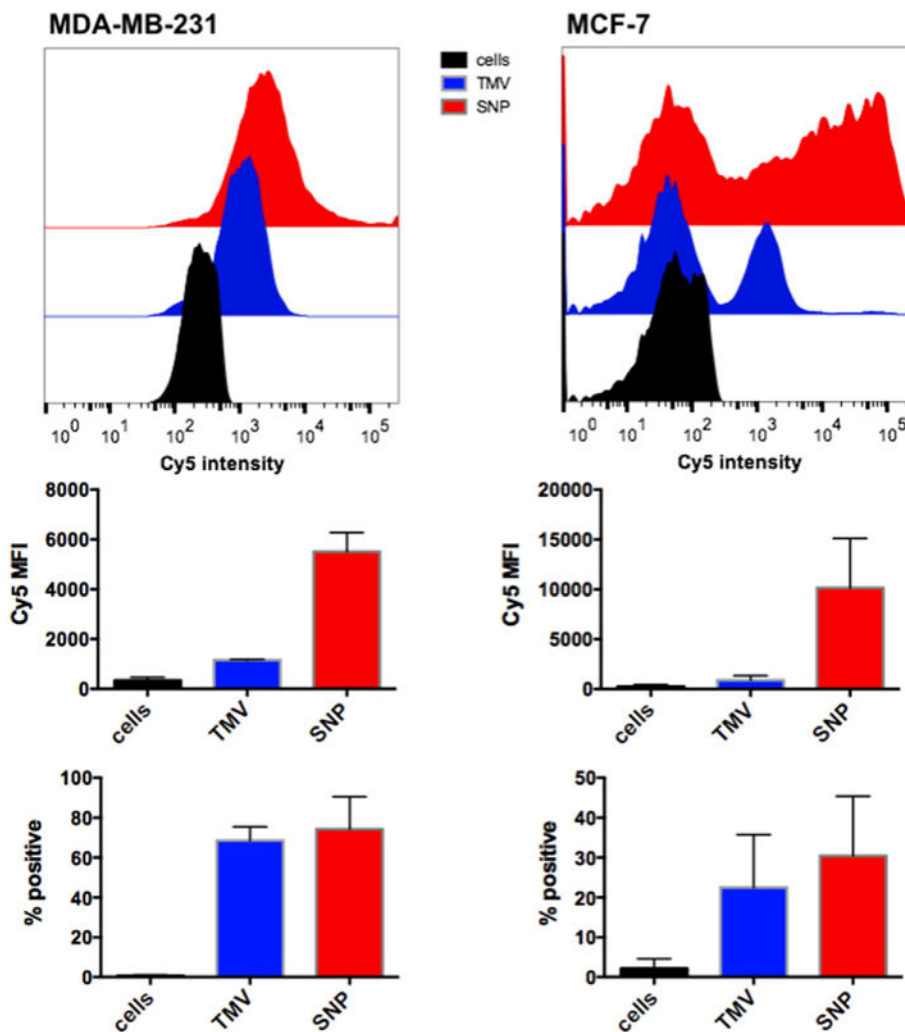 MDA-MB-231
cells
TMV
SNP
MCF-7
10^0 10^1 10^2 10^3 10^4 10^5
Cy5 intensity
10^0 10^1 10^2 10^3 10^4 10^5
Cy5 intensity
Cy5 MFI
8000
6000
4000
2000
0
cells
TMV
SNP
Cy5 MFI
20000
15000
10000
5000
0
cells
TMV
SNP
% positive
100
80
60
40
20
0
cells
TMV
SNP
% positive
50
40
30
20
10
0
cells
TMV
SNP